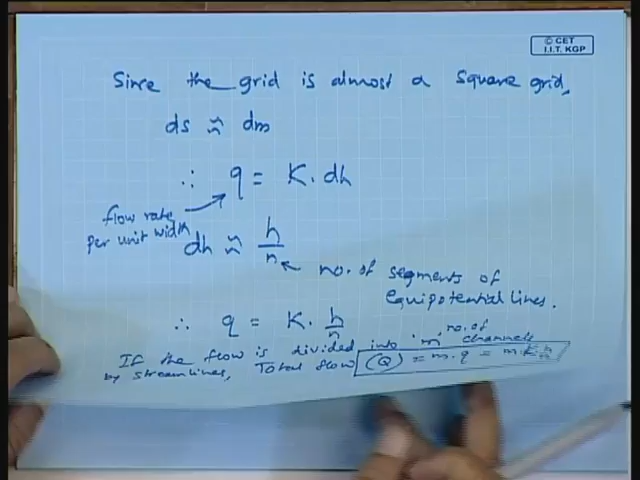 © CET
I.I.T. KGP
Since the grid is almost a square grid,
ds ≈ dm
∴ q = K. dh
flow rate
per unit width
dh ≈ h/n
no. of segments of
equipotential lines.
∴ q = K. h/n
If the flow is divided into 'm' no. of channels
by streamlines, Total flow (Q) = m.q = m.K.h/n